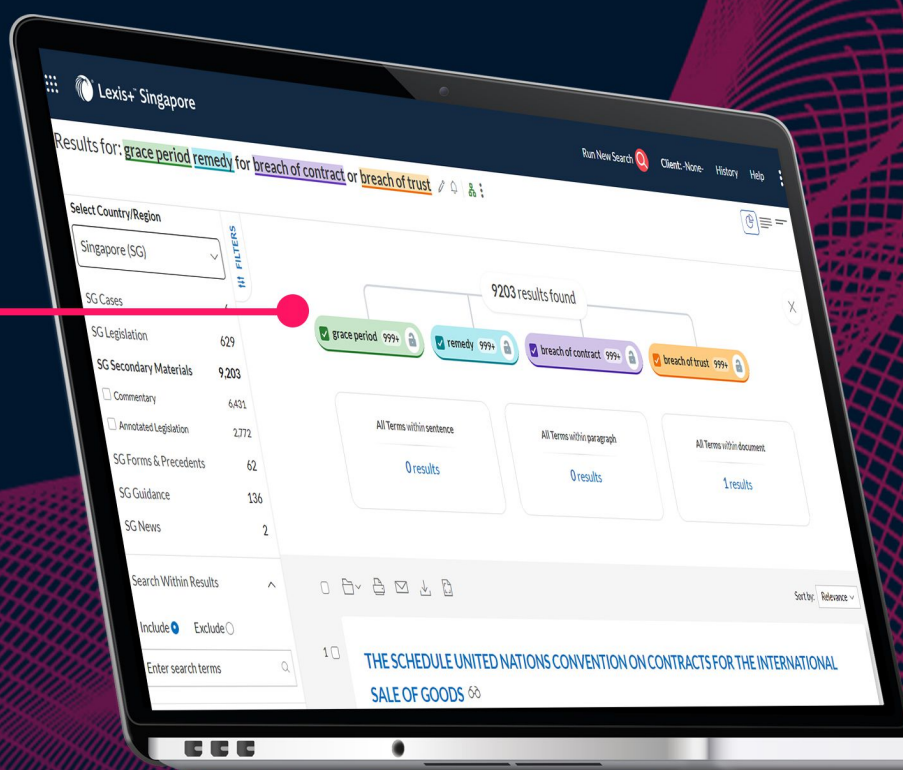 Lexis+™ Singapore
Run New Search
Client: -None-
History
Help
Results for: grace period remedy for breach of contract or breach of trust
Select Country/Region
Singapore (SG)
FILTERS
SG Cases
SG Legislation 629
SG Secondary Materials 9,203
Commentary 6,431
Annotated Legislation 2,772
SG Forms & Precedents 62
SG Guidance 136
SG News 2
Search Within Results
Include Exclude
Enter search terms
9203 results found
grace period 999+
remedy 999+
breach of contract 999+
breach of trust 999+
All Terms within sentence
0 results
All Terms within paragraph
0 results
All Terms within document
1 results
Sort by: Relevance
1
THE SCHEDULE UNITED NATIONS CONVENTION ON CONTRACTS FOR THE INTERNATIONAL
SALE OF GOODS